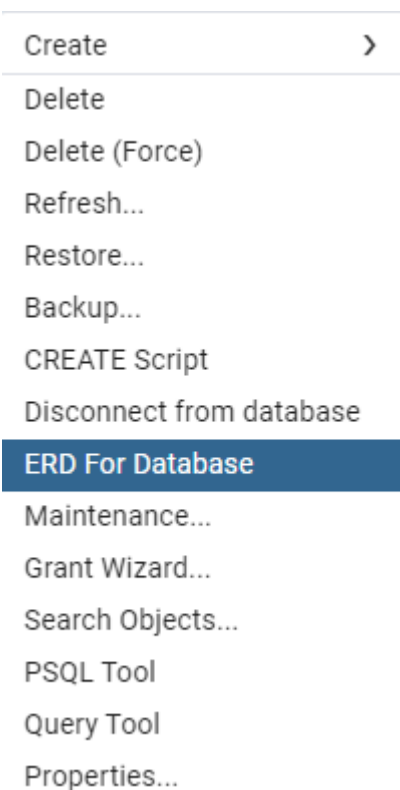 Create
Delete
Delete (Force)
Refresh...
Restore...
Backup...
CREATE Script
Disconnect from database
ERD For Database
Maintenance...
Grant Wizard...
Search Objects...
PSQL Tool
Query Tool
Properties...